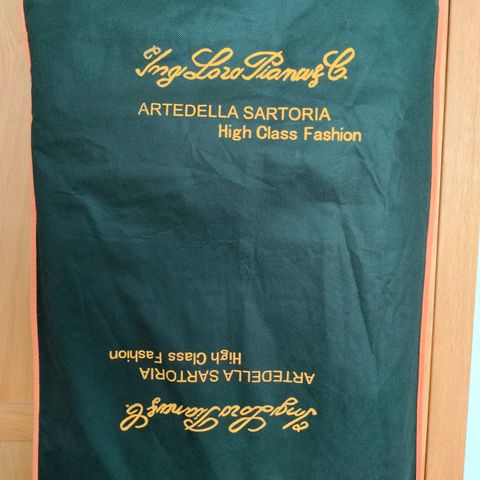 Ing. Loro Piana & C.
ARTEDELLA SARTORIA
High Class Fashion
High Class Fashion
ARTEDELLA SARTORIA
Ing. Loro Piana & C.